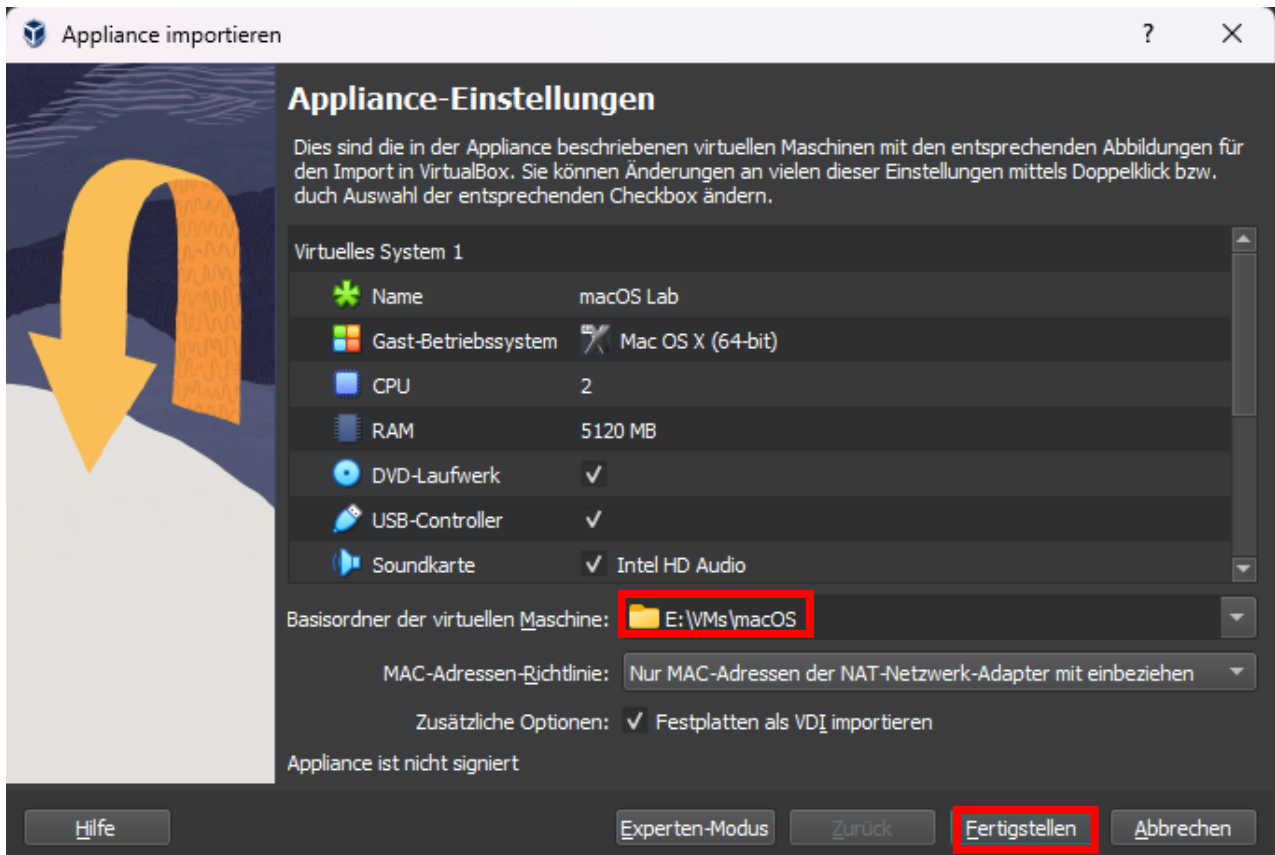 Appliance importieren
?
Appliance-Einstellungen
Dies sind die in der Appliance beschriebenen virtuellen Maschinen mit den entsprechenden Abbildungen für
den Import in VirtualBox. Sie können Änderungen an vielen dieser Einstellungen mittels Doppelklick bzw.
duch Auswahl der entsprechenden Checkbox ändern.
Virtuelles System 1
Name macOS Lab
Gast-Betriebssystem Mac OS X (64-bit)
CPU 2
RAM 5120 MB
DVD-Laufwerk
USB-Controller
Soundkarte Intel HD Audio
Basisordner der virtuellen Maschine: E:\VMs\macOS
MAC-Adressen-Richtlinie: Nur MAC-Adressen der NAT-Netzwerk-Adapter mit einbeziehen
Zusätzliche Optionen: Festplatten als VDI importieren
Appliance ist nicht signiert
Hilfe Experten-Modus Zurück Fertigstellen Abbrechen